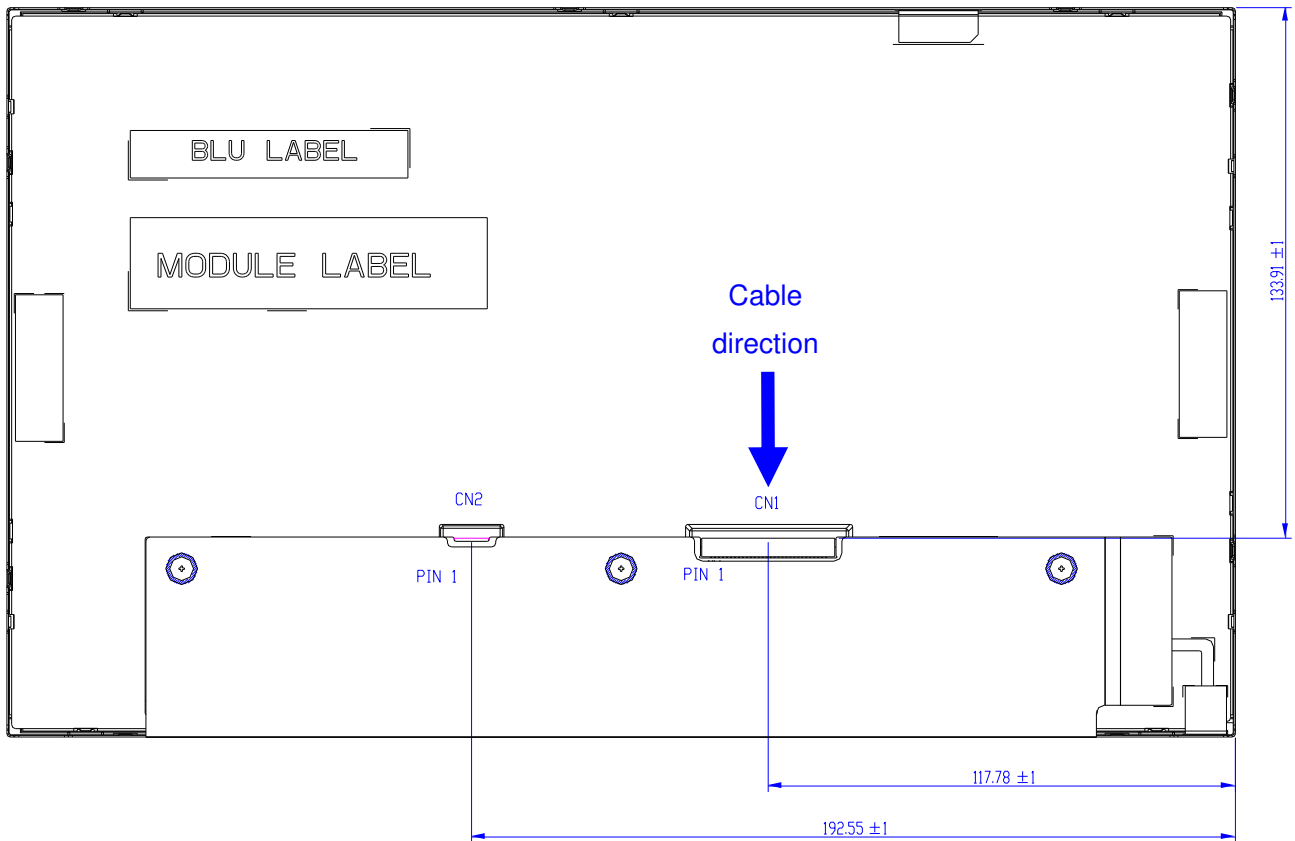 BLU LABEL
MODULE LABEL
133.91 ±1
Cable
direction
CN2
CN1
PIN 1
PIN 1
117.78 ±1
192.55 ±1